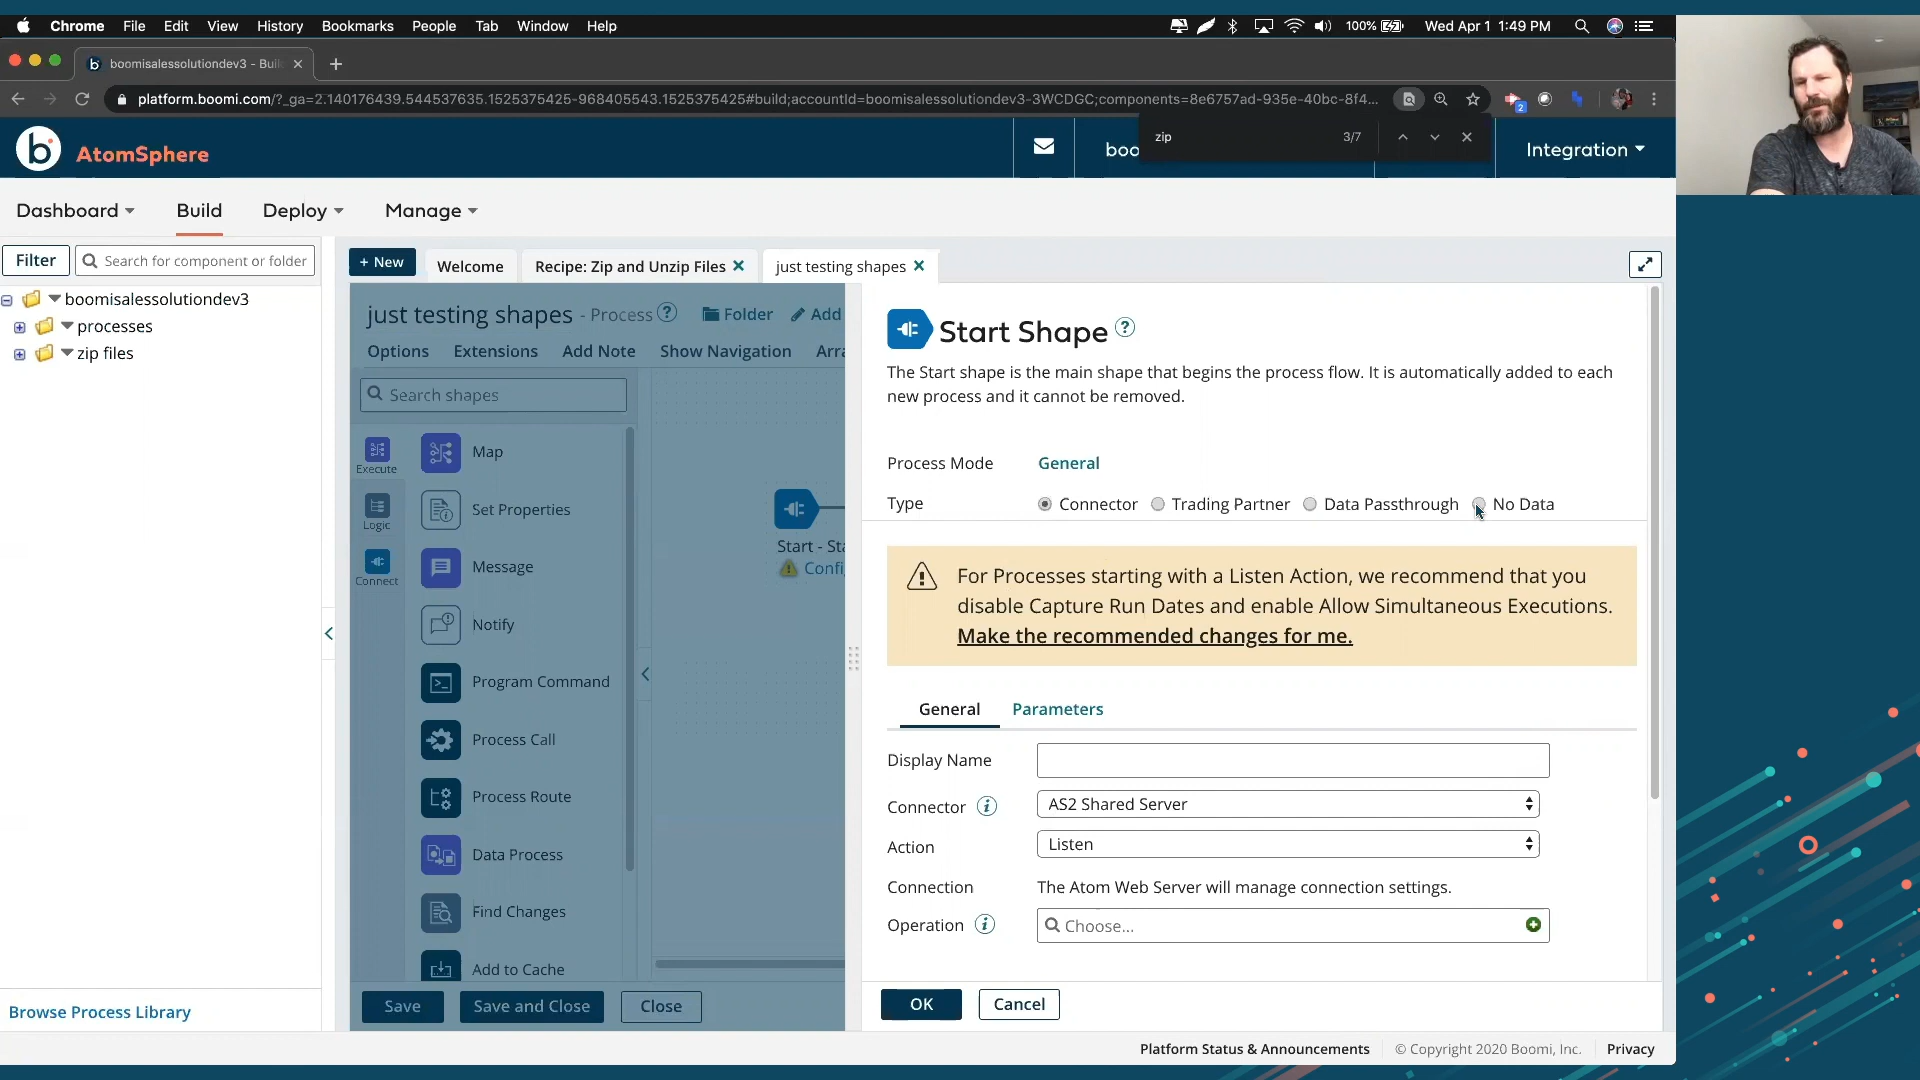 Chrome File Edit View History Bookmarks People Tab Window Help 100% Wed Apr 1 1:49 PM
boomisalessolutiondev3 - Buil
platform.boomi.com/?_ga=2.140176439.544537635.1525375425-968405543.1525375425#build;accountId=boomisalessolutiondev3-3WCDGC;components=8e6757ad-935e-40bc-8f4...
2
zip 3/7
b AtomSphere boo Integration
Dashboard Build Deploy Manage
Filter Search for component or folder
+ New Welcome Recipe: Zip and Unzip Files just testing shapes
boomisalessolutiondev3
processes
zip files
just testing shapes - Process Folder Add
Options Extensions Add Note Show Navigation Arra
Search shapes
Execute
Logic
Connect
Map
Set Properties
Message
Notify
Program Command
Process Call
Process Route
Data Process
Find Changes
Add to Cache
Start - Sta
Confi
Save Save and Close Close
Browse Process Library
Start Shape
The Start shape is the main shape that begins the process flow. It is automatically added to each
new process and it cannot be removed.
Process Mode General
Type Connector Trading Partner Data Passthrough No Data
For Processes starting with a Listen Action, we recommend that you
disable Capture Run Dates and enable Allow Simultaneous Executions.
Make the recommended changes for me.
General Parameters
Display Name
Connector AS2 Shared Server
Action Listen
Connection The Atom Web Server will manage connection settings.
Operation Choose...
OK Cancel
Platform Status & Announcements © Copyright 2020 Boomi, Inc. Privacy